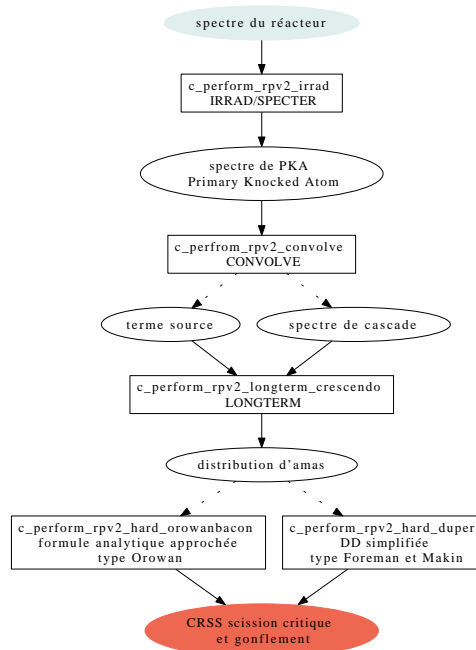 spectre du réacteur
c_perform_rpv2_irrad
IRRAD/SPECTER
spectre de PKA
Primary Knocked Atom
c_perfrom_rpv2_convolve
CONVOLVE
terme source
spectre de cascade
c_perform_rpv2_longterm_crescendo
LONGTERM
distribution d'amas
c_perform_rpv2_hard_orowanbacon
formule analytique approchée
type Orowan
c_perform_rpv2_hard_duper
DD simplifiée
type Foreman et Makin
CRSS scission critique
et gonflement